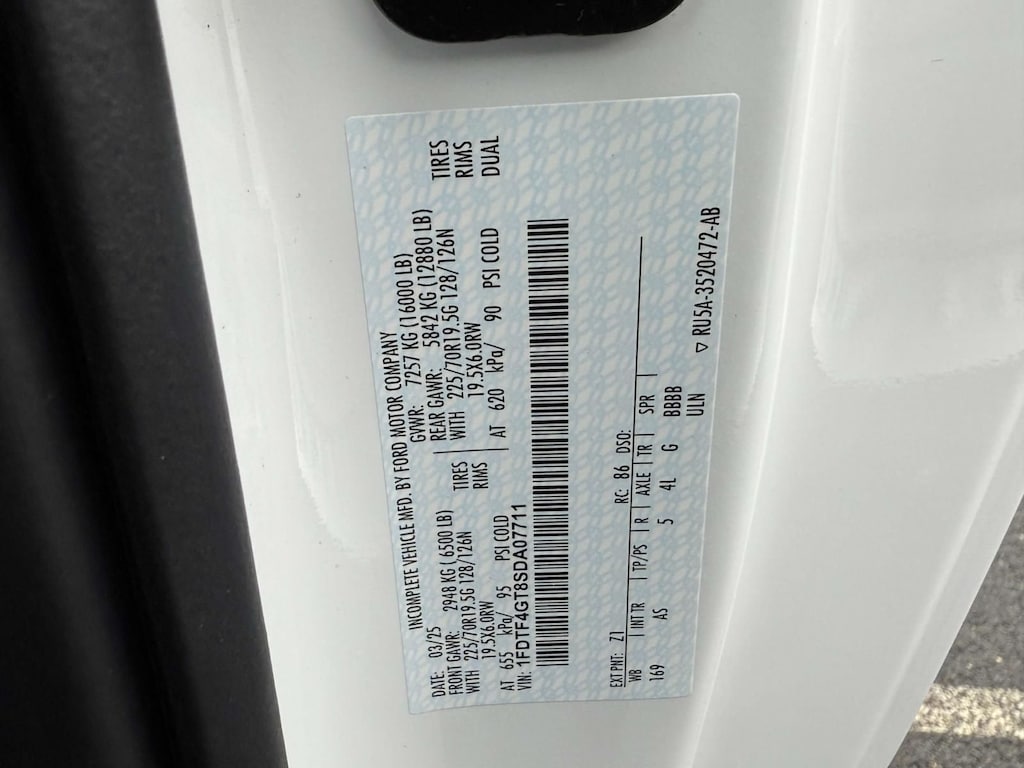 INCOMPLETE VEHICLE MFD. BY FORD MOTOR COMPANY
DATE: 03/25 GVWR: 7257 KG (16000 LB)
FRONT GAWR: 2948 KG ( 6500 LB) REAR GAWR: 5842 KG (12880 LB)
WITH 225/70R19.5G 128/126N TIRES WITH 225/70R19.5G 128/126N TIRES
19.5X6.0RW RIMS 19.5X6.0RW RIMS
AT 655 kPa/ 95 PSI COLD AT 620 kPa/ 90 PSI COLD DUAL
VIN: 1FDTF4GT8SDA07711
EXT PNT: Z1 RC: 86 DSO:
WB INT TR TP/PS R AXLE TR SPR
169 AS 5 4L G BBBB
ULN
▽ RU5A-3520472-AB